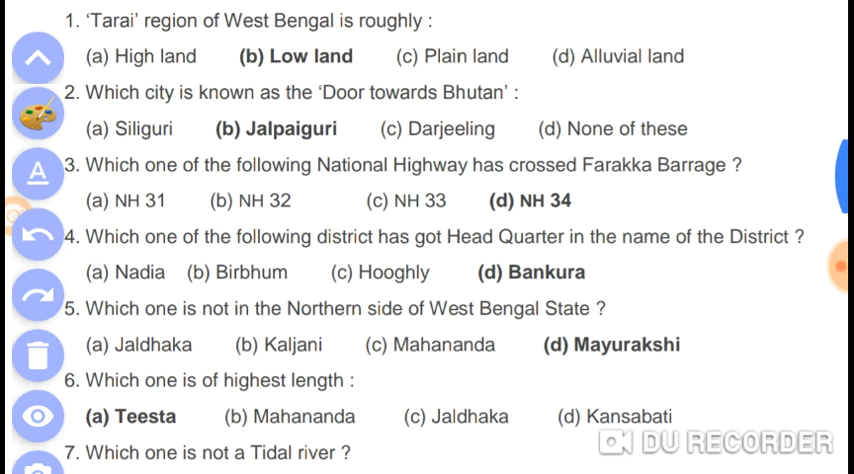 1. ‘Tarai’ region of West Bengal is roughly :
(a) High land (b) Low land (c) Plain land (d) Alluvial land
2. Which city is known as the ‘Door towards Bhutan’ :
(a) Siliguri (b) Jalpaiguri (c) Darjeeling (d) None of these
3. Which one of the following National Highway has crossed Farakka Barrage ?
(a) NH 31 (b) NH 32 (c) NH 33 (d) NH 34
4. Which one of the following district has got Head Quarter in the name of the District ?
(a) Nadia (b) Birbhum (c) Hooghly (d) Bankura
5. Which one is not in the Northern side of West Bengal State ?
(a) Jaldhaka (b) Kaljani (c) Mahananda (d) Mayurakshi
6. Which one is of highest length :
(a) Teesta (b) Mahananda (c) Jaldhaka (d) Kansabati
DU RECORDER
7. Which one is not a Tidal river ?
A